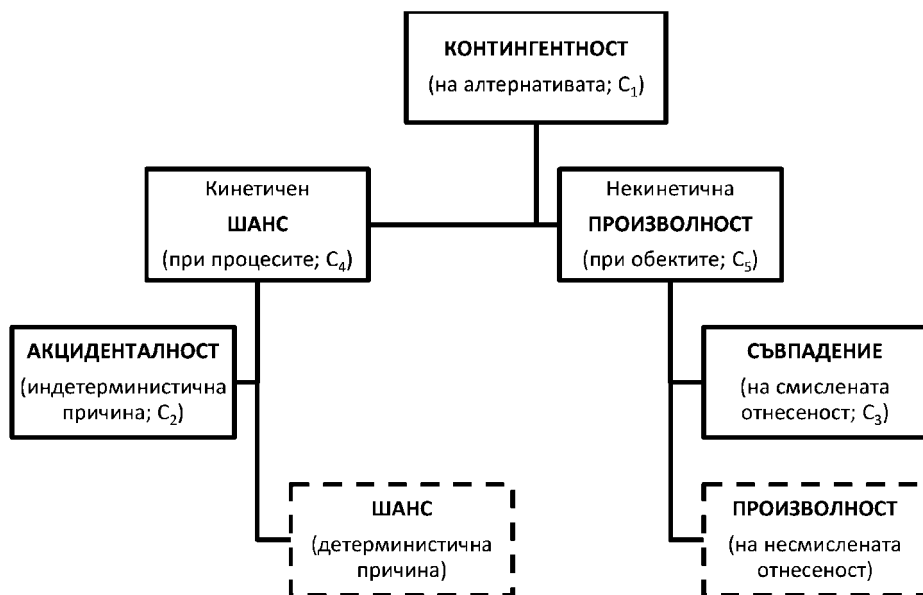 КОНТИНГЕНТНОСТ
(на алтернативата; C₁)
Кинетичен
ШАНС
(при процесите; C₄)
Некинетична
ПРОИЗВОЛНОСТ
(при обектите; C₅)
АКЦИДЕНТАЛНОСТ
(индетерминистична
причина; C₂)
СЪВПАДЕНИЕ
(на смислената
отнесеност; C₃)
ШАНС
(детерминистична
причина)
ПРОИЗВОЛНОСТ
(на несмислената
отнесеност)